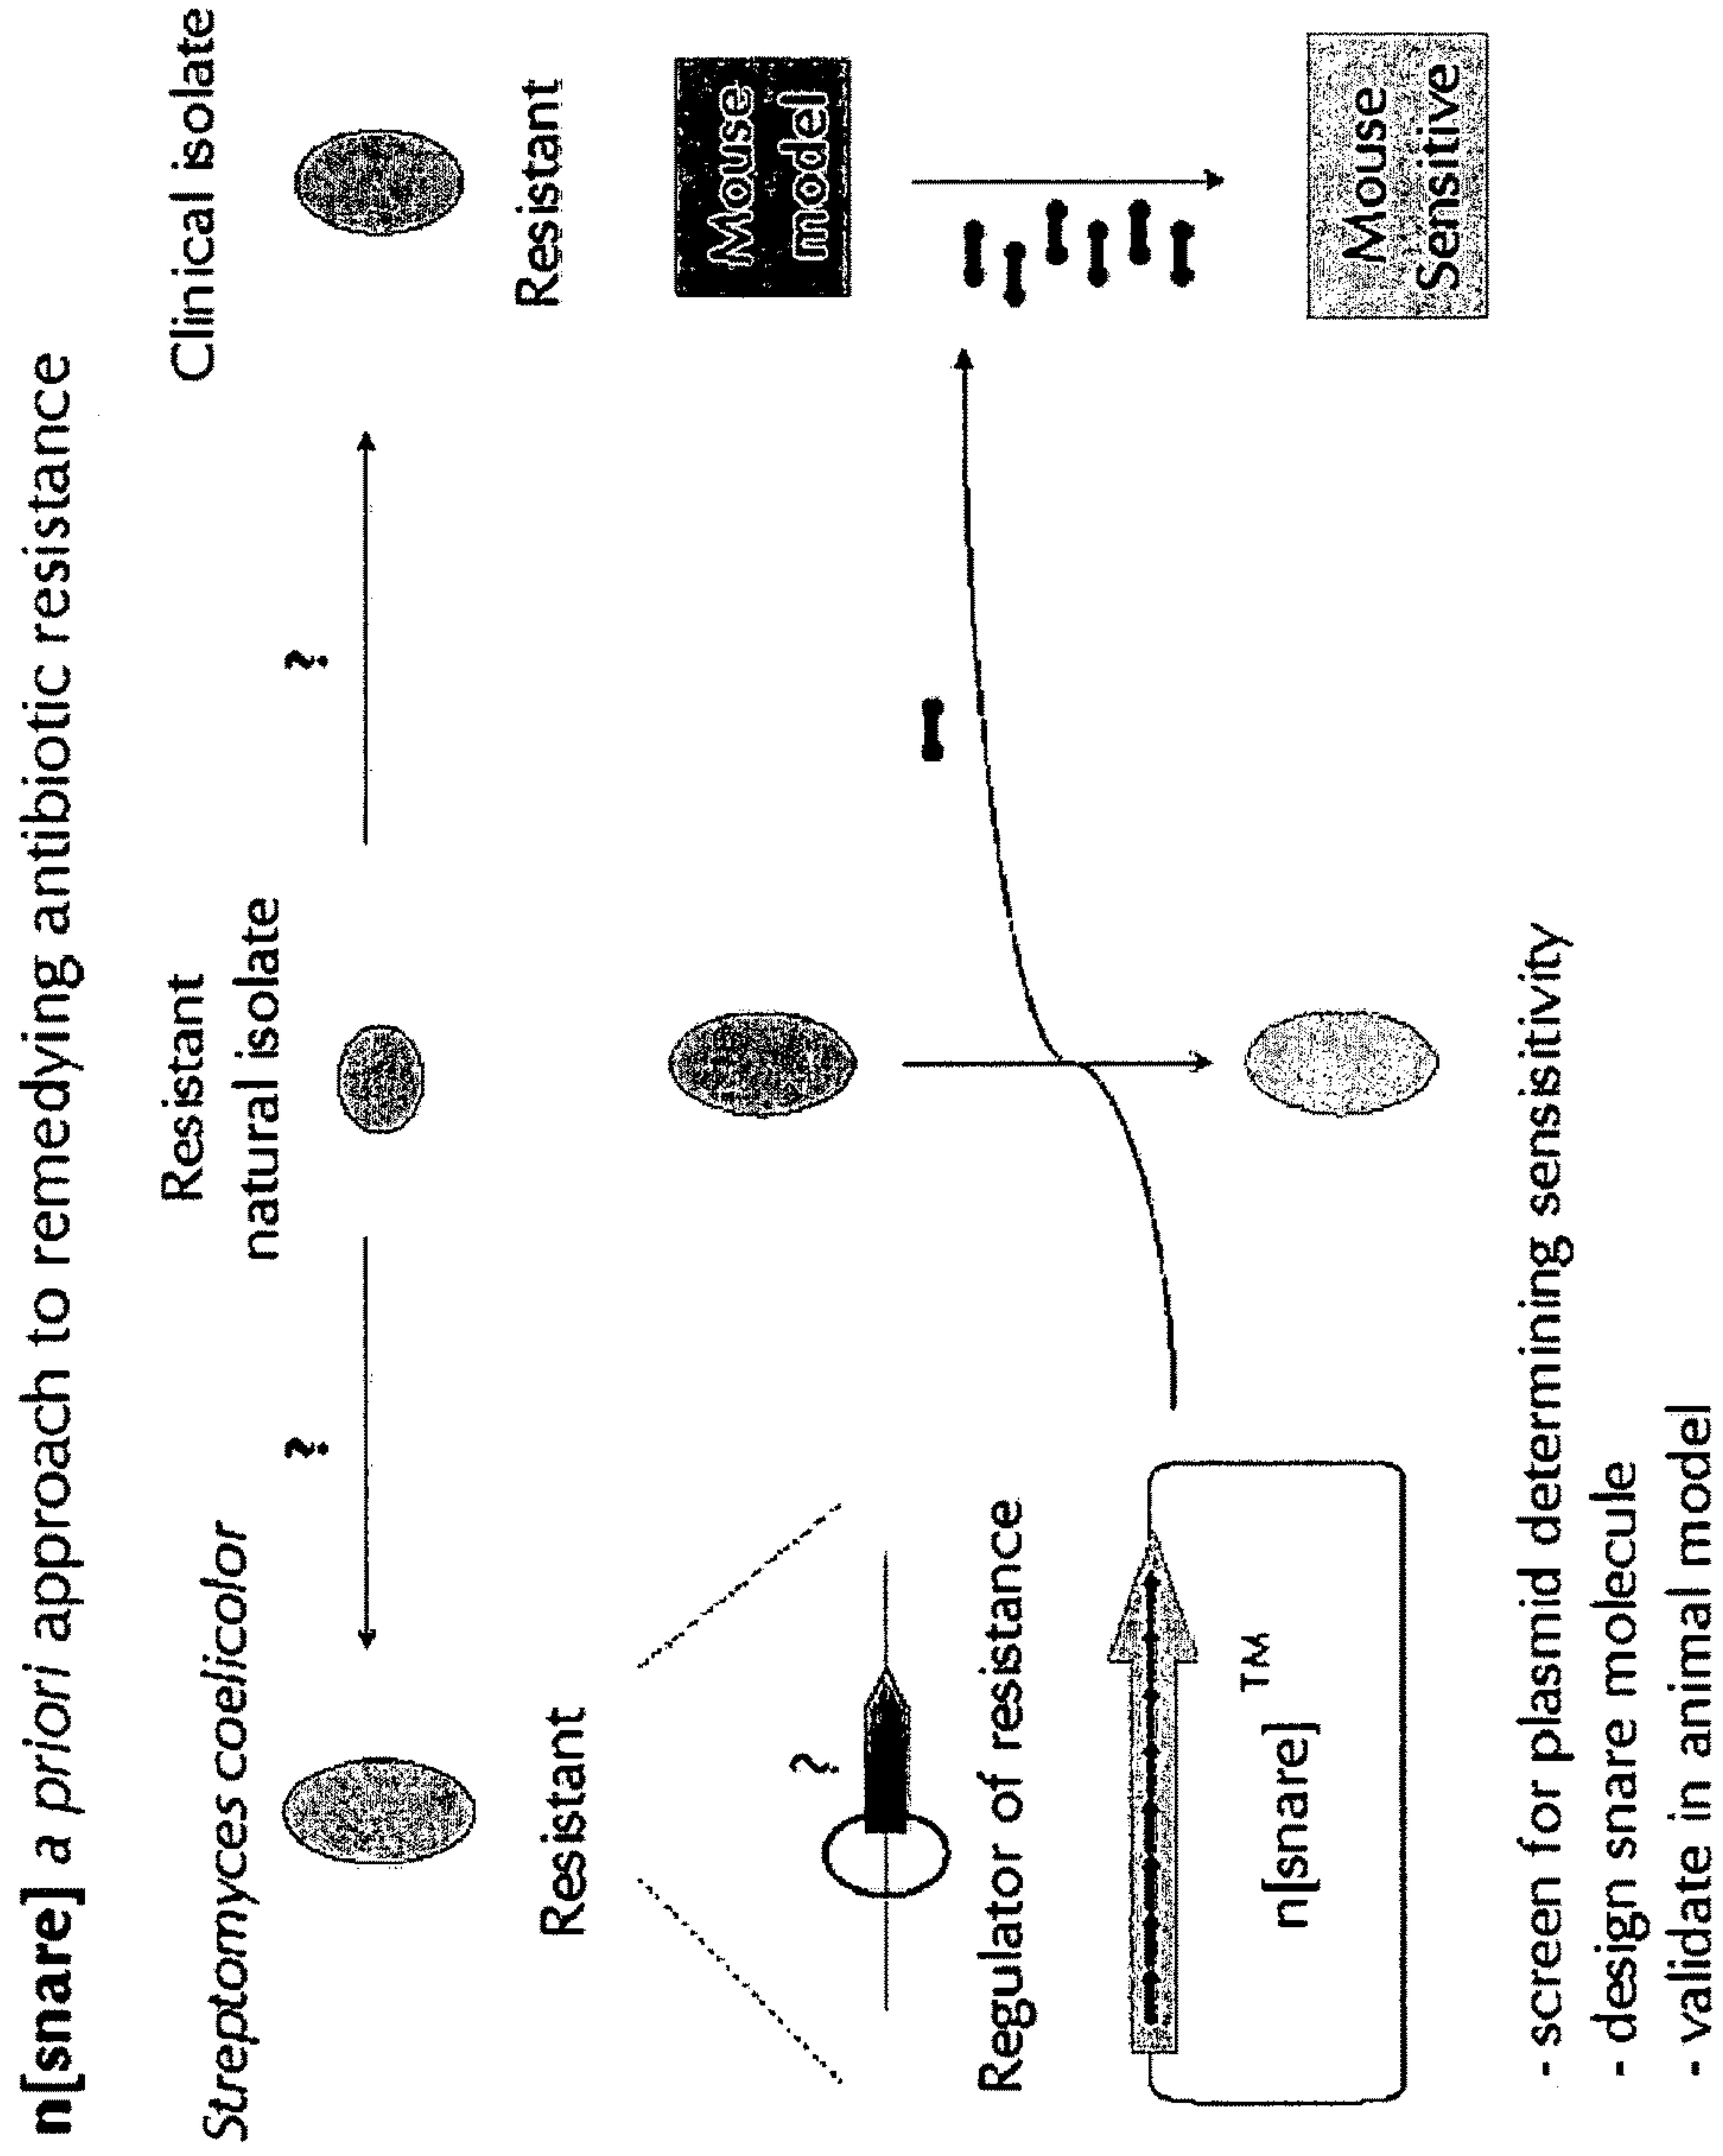 n[snare] a priori approach to remedying antibiotic resistance
Streptomyces coelicolor
Resistant
natural isolate
Clinical isolate
?
?
Resistant
Resistant
?
Regulator of resistance
Mouse
model
n[snare]™
Mouse
Sensitive
- screen for plasmid determining sensitivity
- design snare molecule
- validate in animal model